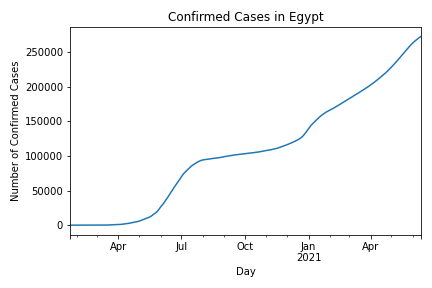 Confirmed Cases in Egypt
Number of Confirmed Cases
250000
200000
150000
100000
50000
0
Apr Jul Oct Jan Apr
2021
Day